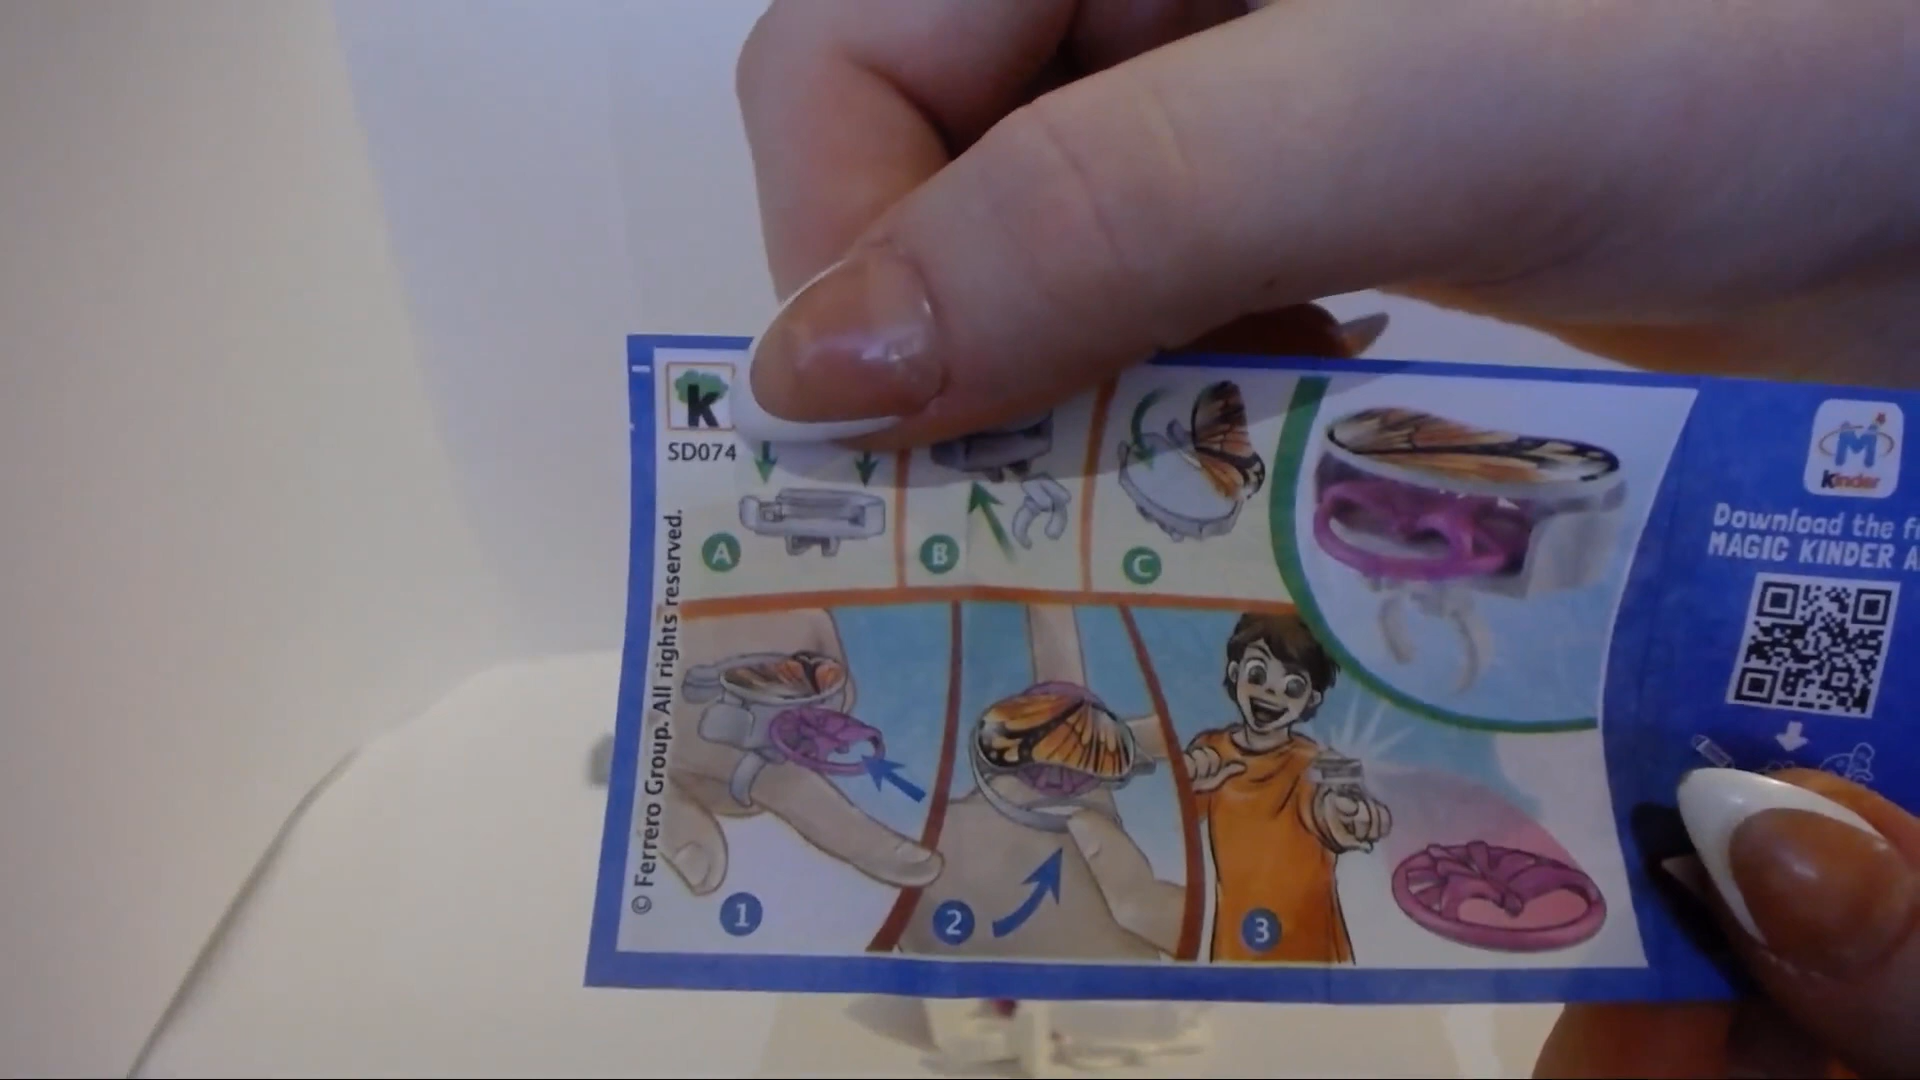 k
SD074
© Ferrero Group. All rights reserved.
A
B
C
1
2
3
M
kinder
Download the
MAGIC KINDER